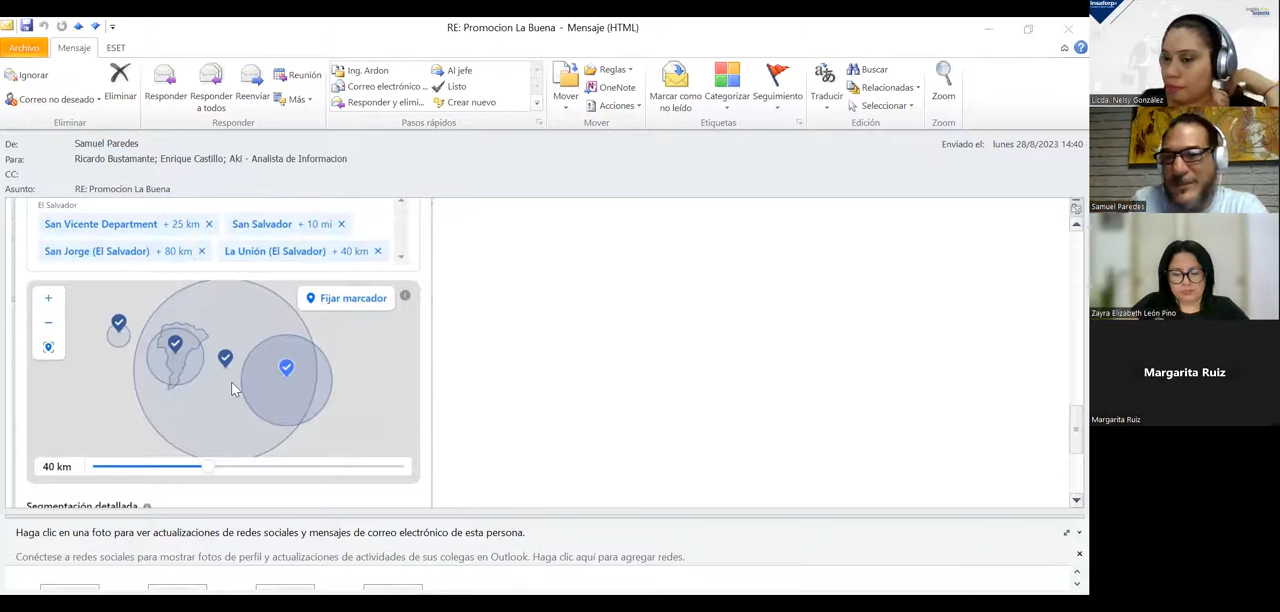 RE: Promocion La Buena - Mensaje (HTML)
Archivo Mensaje ESET
Ignorar
Correo no deseado
Eliminar
Responder
Responder a todos
Reenviar
Reunión
Más
Ing. Ardon
Correo electrónico ...
Responder y elimi...
Al jefe
Listo
Crear nuevo
Mover
Reglas
OneNote
Acciones
Marcar como no leído
Categorizar
Seguimiento
Traducir
Buscar
Relacionadas
Seleccionar
Zoom
Eliminar Responder Pasos rápidos Mover Etiquetas Edición Zoom
De: Samuel Paredes
Enviado el: lunes 28/8/2023 14:40
Para: Ricardo Bustamante; Enrique Castillo; Aki - Analista de Informacion
CC:
Asunto: RE: Promocion La Buena
El Salvador
San Vicente Department + 25 km × San Salvador + 10 mi ×
San Jorge (El Salvador) + 80 km × La Unión (El Salvador) + 40 km ×
Fijar marcador
40 km
Segmentación detallada
Haga clic en una foto para ver actualizaciones de redes sociales y mensajes de correo electrónico de esta persona.
Conéctese a redes sociales para mostrar fotos de perfil y actualizaciones de actividades de sus colegas en Outlook. Haga clic aquí para agregar redes.
Insaforp
Licda. Nelsy González
Samuel Paredes
Zayra Elizabeth León Pino
Margarita Ruiz
Margarita Ruiz